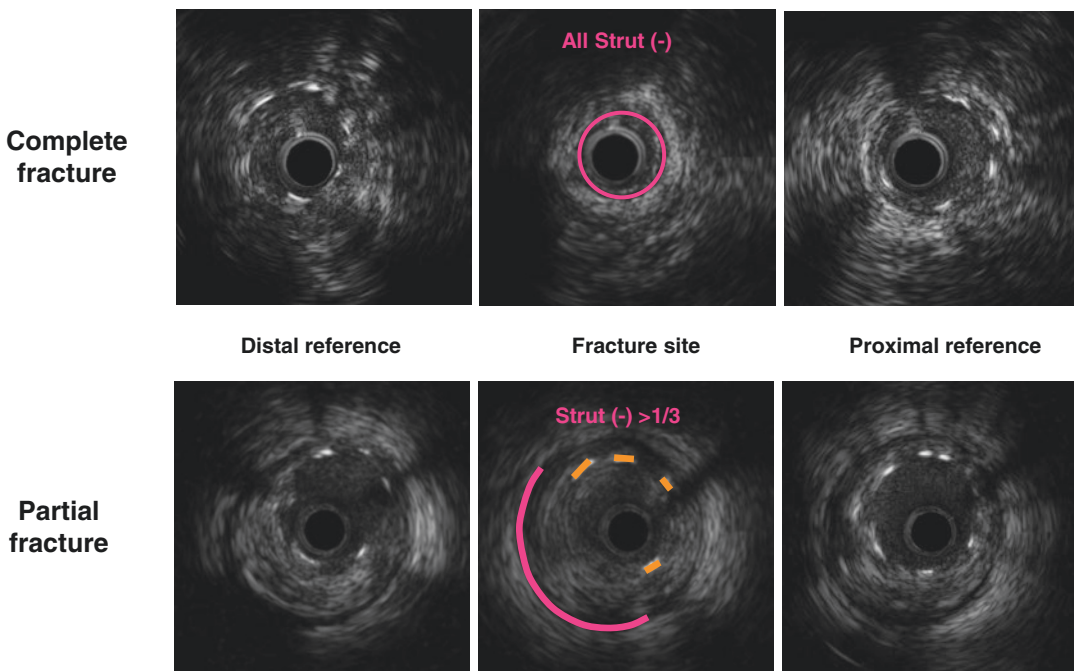 All Strut (-)
Complete
fracture
Distal reference
Fracture site
Proximal reference
Strut (-) >1/3
Partial
fracture